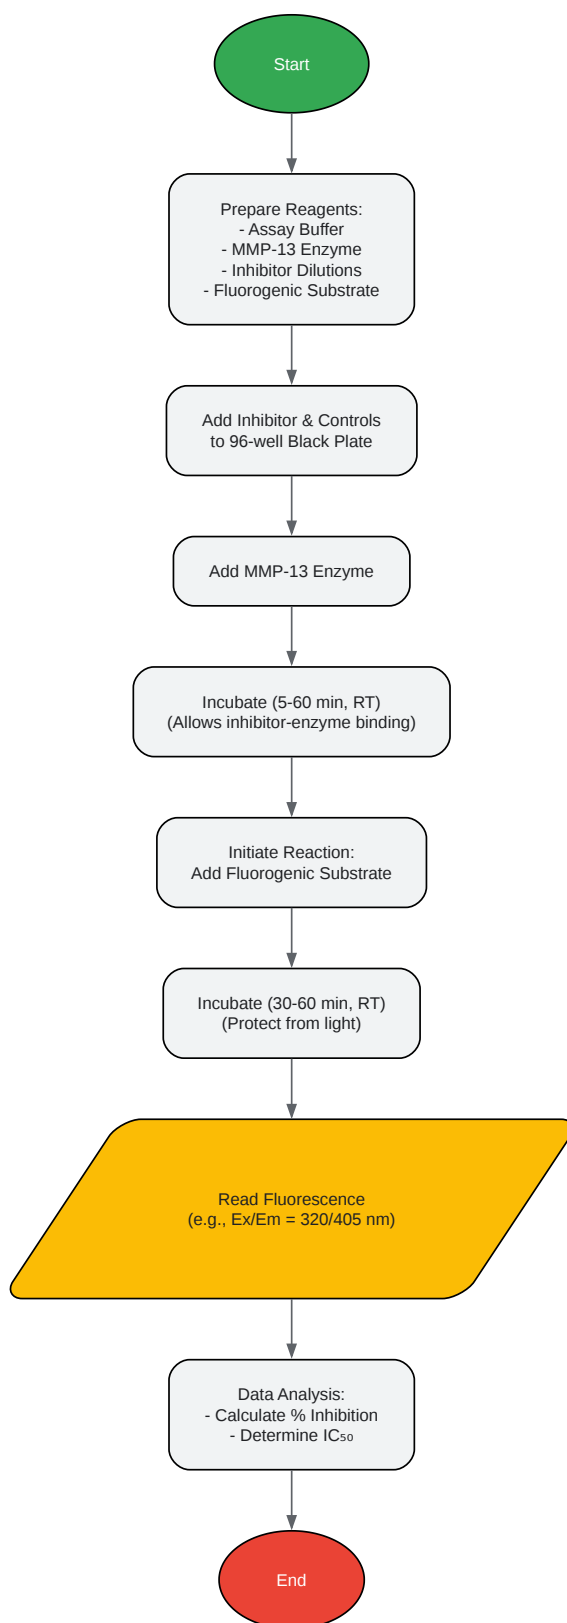 Start
Prepare Reagents:
- Assay Buffer
- MMP-13 Enzyme
- Inhibitor Dilutions
- Fluorogenic Substrate
Add Inhibitor & Controls
to 96-well Black Plate
Add MMP-13 Enzyme
Incubate (5-60 min, RT)
(Allows inhibitor-enzyme binding)
Initiate Reaction:
Add Fluorogenic Substrate
Incubate (30-60 min, RT)
(Protect from light)
Read Fluorescence
(e.g., Ex/Em = 320/405 nm)
Data Analysis:
- Calculate % Inhibition
- Determine IC₅₀
End